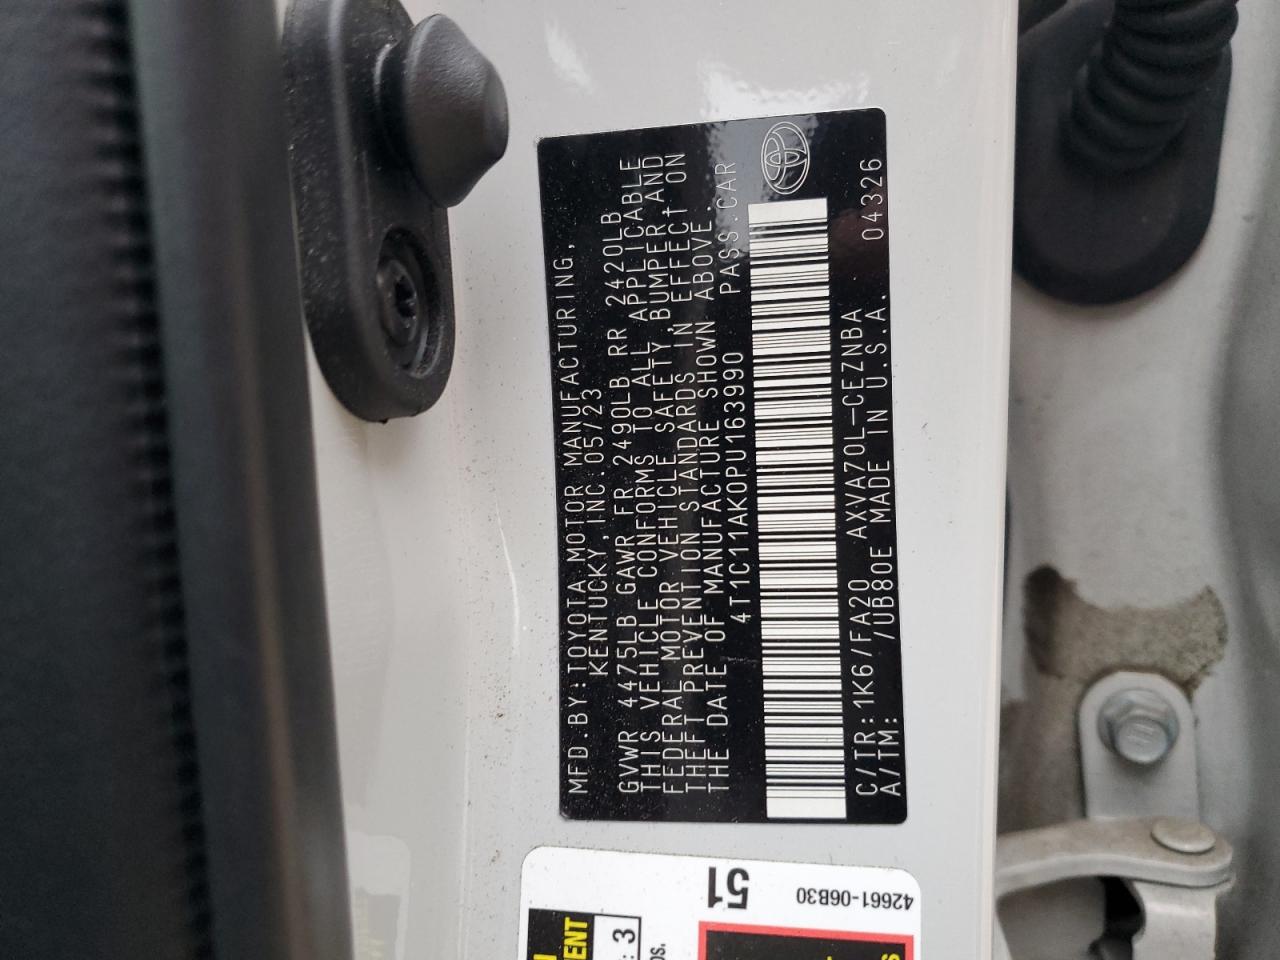 MFD.BY:TOYOTA MOTOR MANUFACTURING,
KENTUCKY,INC.05/23
GVWR 4475LB GAWR FR 2490LB RR 2420LB
THIS VEHICLE CONFORMS TO ALL APPLICABLE
FEDERAL MOTOR VEHICLE SAFETY,BUMPER,AND
THEFT PREVENTION STANDARDS IN EFFECT ON
THE DATE OF MANUFACTURE SHOWN ABOVE.
4T1C11AK0PU163990 PASS.CAR
C/TR:1K6/FA20 AXVA70L-CEZNBA 04326
A/TM: /UB80E MADE IN U.S.A.
51
42661-06B30
3